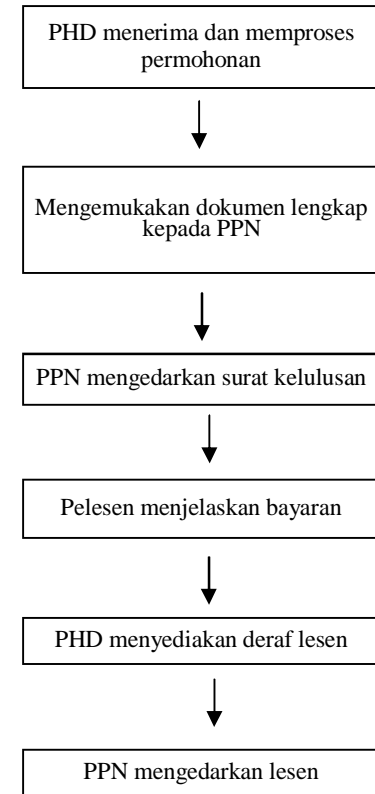 PHD menerima dan memproses
permohonan
Mengemukakan dokumen lengkap
kepada PPN
PPN mengedarkan surat kelulusan
Pelesen menjelaskan bayaran
PHD menyediakan deraf lesen
PPN mengedarkan lesen